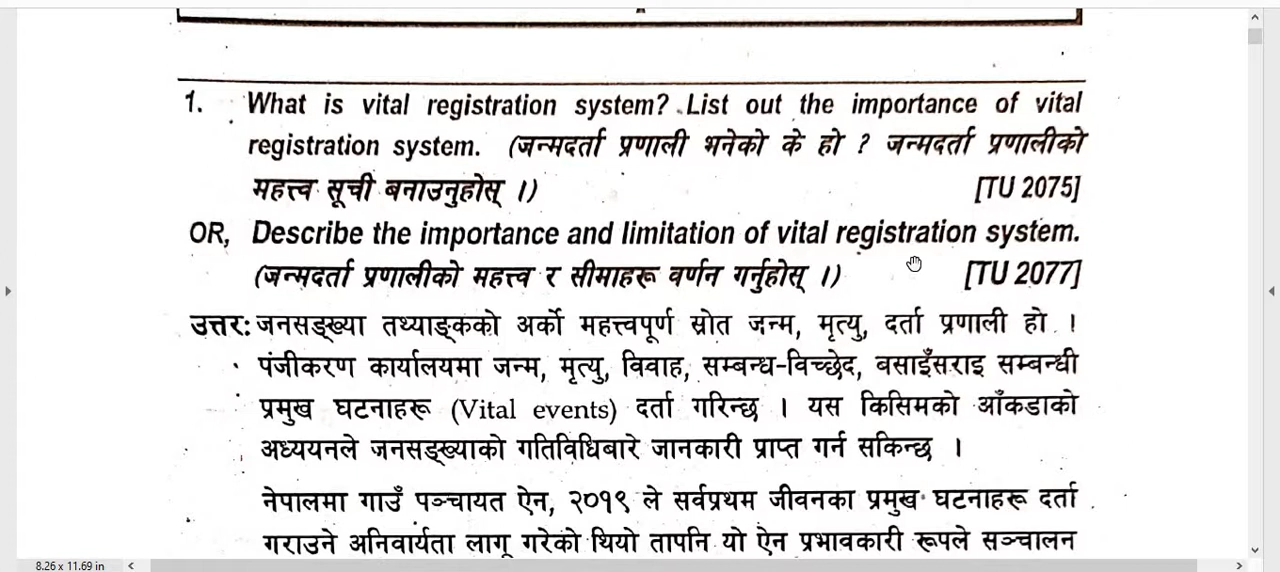 1. What is vital registration system? List out the importance of vital
registration system. (जन्मदर्ता प्रणाली भनेको के हो ? जन्मदर्ता प्रणालीको
महत्त्व सूची बनाउनुहोस् ।) [TU 2075]
OR, Describe the importance and limitation of vital registration system.
(जन्मदर्ता प्रणालीको महत्त्व र सीमाहरू वर्णन गर्नुहोस् ।) [TU 2077]
उत्तर: जनसङ्ख्या तथ्याङ्कको अर्को महत्त्वपूर्ण स्रोत जन्म, मृत्यु, दर्ता प्रणाली हो ।
पंजीकरण कार्यालयमा जन्म, मृत्यु, विवाह, सम्बन्ध-विच्छेद, बसाइँसराइ सम्बन्धी
प्रमुख घटनाहरू (Vital events) दर्ता गरिन्छ । यस किसिमको आँकडाको
अध्ययनले जनसङ्ख्याको गतिविधिबारे जानकारी प्राप्त गर्न सकिन्छ ।
नेपालमा गाउँ पञ्चायत ऐन, २०१९ ले सर्वप्रथम जीवनका प्रमुख घटनाहरू दर्ता
गराउने अनिवार्यता लागू गरेको थियो तापनि यो ऐन प्रभावकारी रूपले सञ्चालन
8.26 x 11.69 in